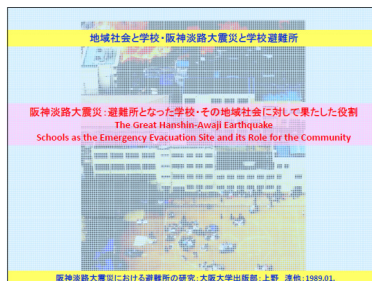 地域社会と学校・阪神淡路大震災と学校避難所
阪神淡路大震災：避難所となった学校・その地域社会に対して果たした役割
The Great Hanshin-Awaji Earthquake
Schools as the Emergency Evacuation Site and its Role for the Community
阪神淡路大震災における避難所の研究：大阪大学出版部：上野　淳他：1989.01.